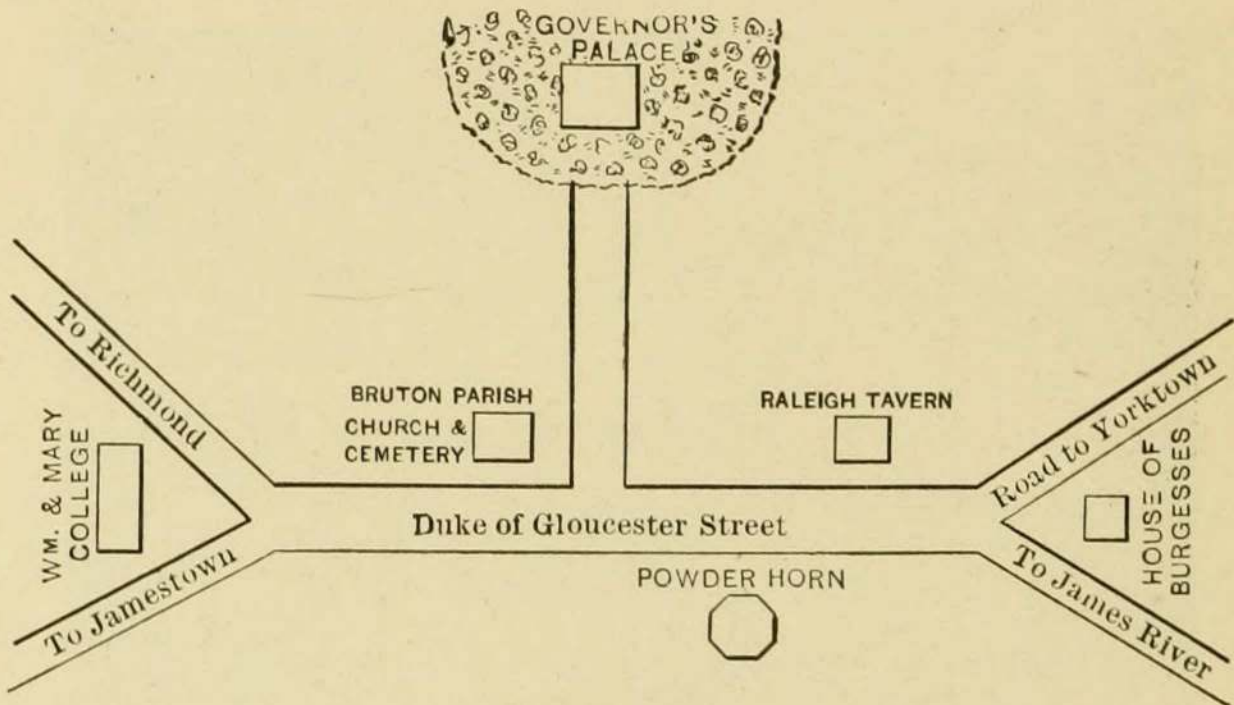 GOVERNOR'S
PALACE
To Richmond
WM. & MARY
COLLEGE
To Jamestown
BRUTON PARISH
CHURCH &
CEMETERY
RALEIGH TAVERN
Duke of Gloucester Street
POWDER HORN
Road to Yorktown
HOUSE OF
BURGESSES
To James River